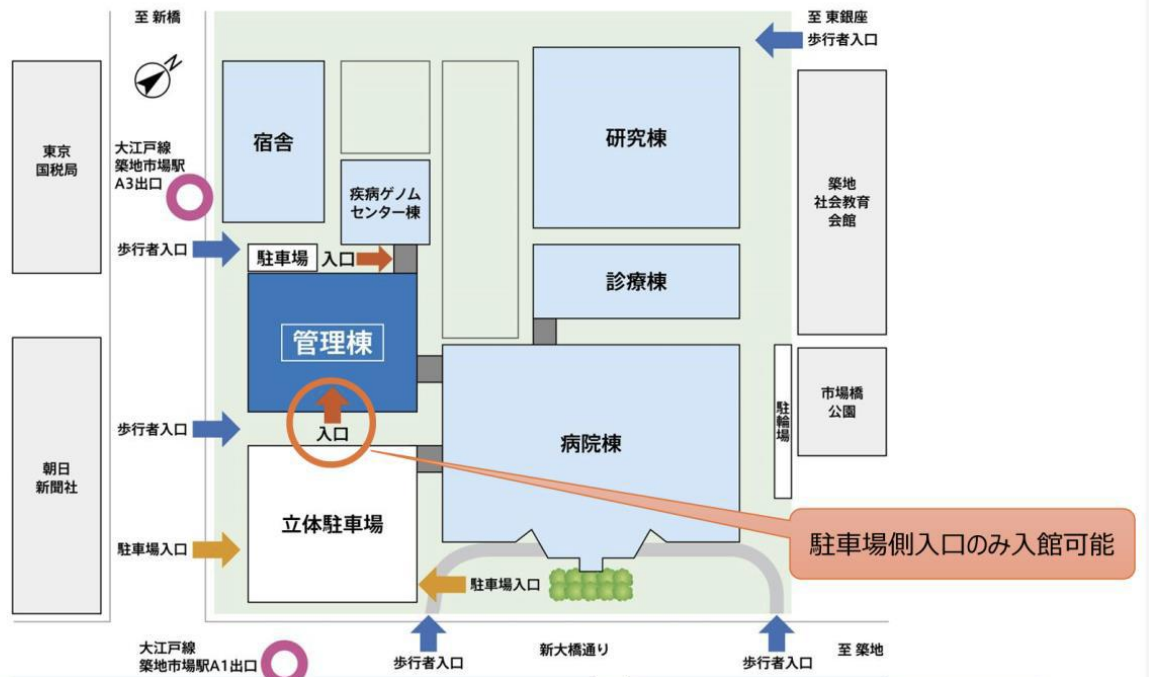 至 新橋
至 東銀座
歩行者入口
N
東京
国税局
大江戸線
築地市場駅
A3出口
宿舎
疾病ゲノム
センター棟
研究棟
築地
社会教育
会館
歩行者入口
駐車場
入口
診療棟
管理棟
入口
歩行者入口
朝日
新聞社
病院棟
駐輪場
市場橋
公園
立体駐車場
駐車場側入口のみ入館可能
駐車場入口
駐車場入口
大江戸線
築地市場駅A1出口
歩行者入口
新大橋通り
歩行者入口
至 築地